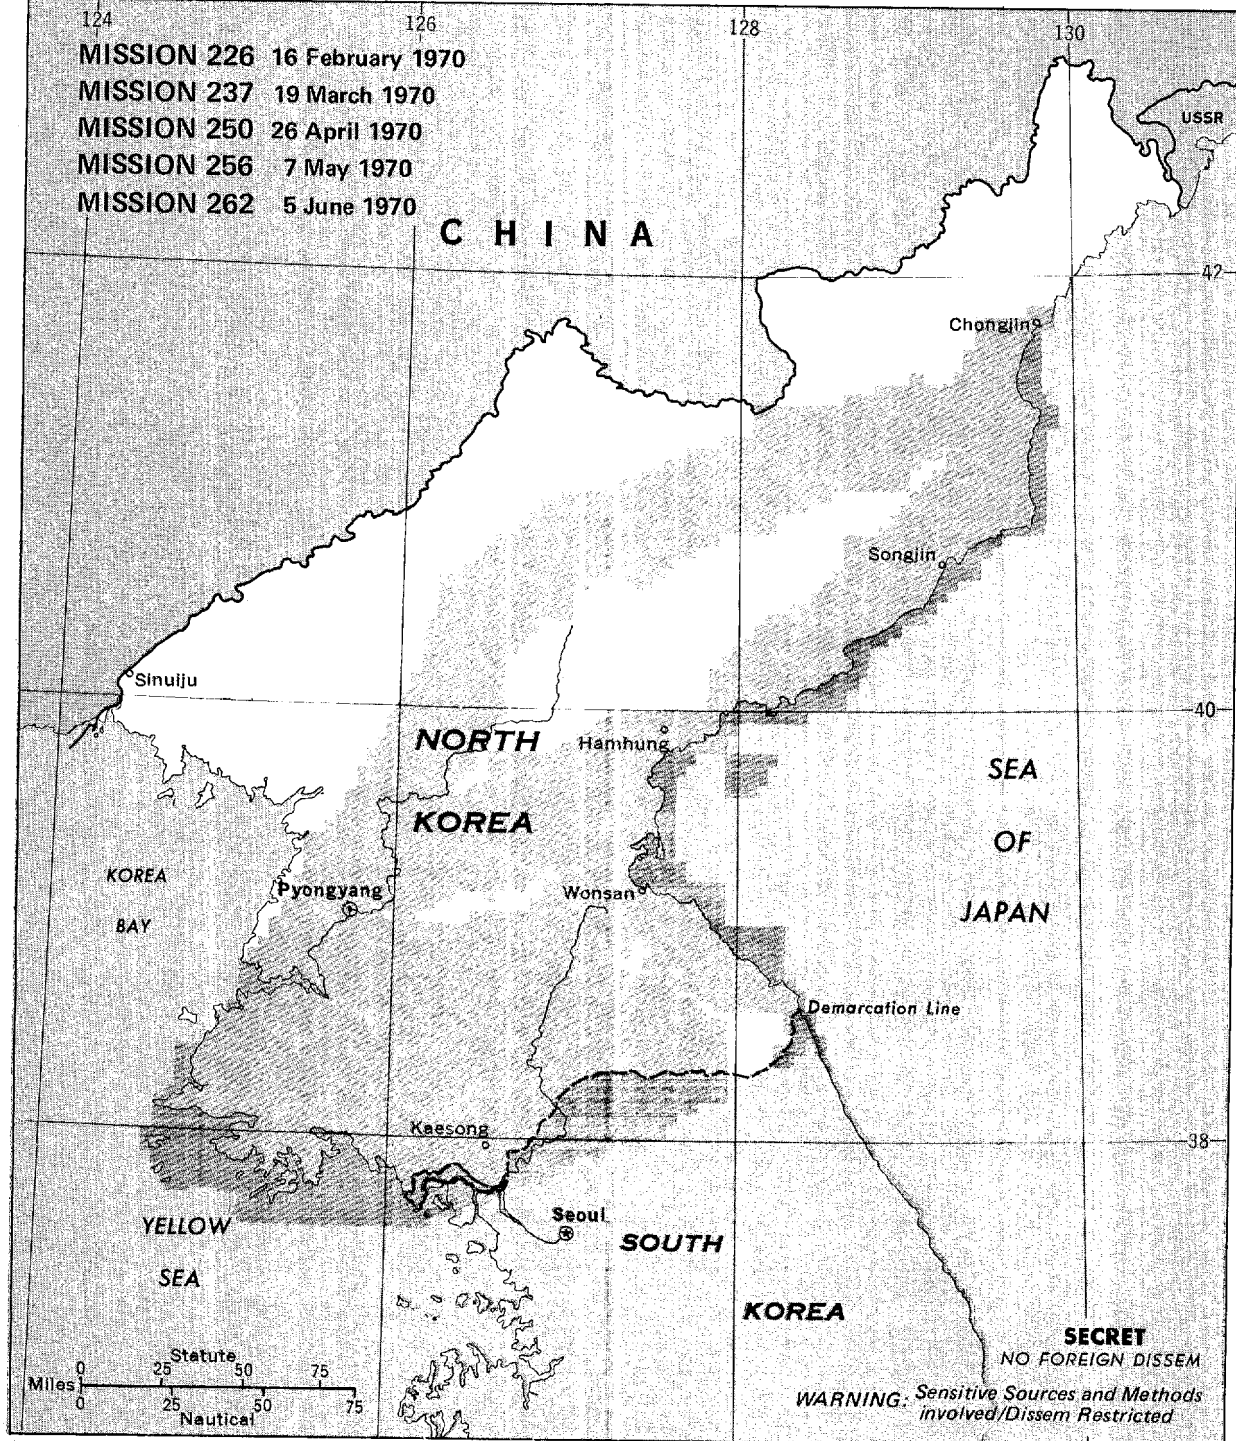 124 126 128 130
MISSION 226 16 February 1970
MISSION 237 19 March 1970
MISSION 250 26 April 1970
MISSION 256 7 May 1970
MISSION 262 5 June 1970
USSR
CHINA
42
Chongjin
Songjin
Sinuiju
40
NORTH
KOREA
Hamhung
SEA
OF
JAPAN
KOREA
BAY
Pyongyang
Wonsan
Demarcation Line
Kaesong
38
YELLOW
SEA
Seoul
SOUTH
KOREA
SECRET
NO FOREIGN DISSEM
WARNING: Sensitive Sources and Methods
involved/Dissem Restricted
Statute
0 25 50 75
Miles
0 25 50 75
Nautical